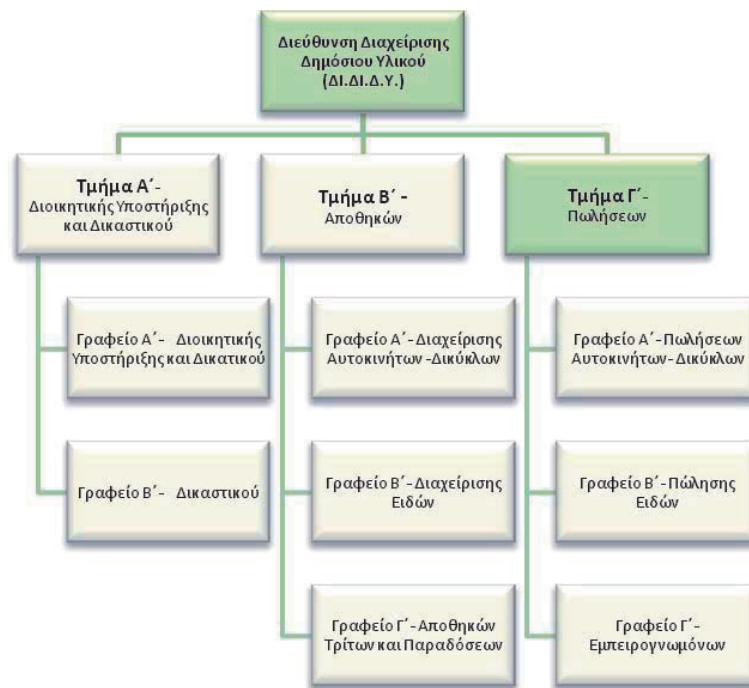 Διεύθυνση Διαχείρισης
Δημόσιου Υλικού
(ΔΙ.ΔΙ.Δ.Υ.)
Τμήμα Α΄-
Διοικητικής Υποστήριξης
και Δικαστικού
Τμήμα Β΄ -
Αποθηκών
Τμήμα Γ΄-
Πωλήσεων
Γραφείο Α΄- Διοικητικής
Υποστήριξης και Δικατικού
Γραφείο Β΄- Δικαστικού
Γραφείο Α΄-Διαχείρισης
Αυτοκινήτων -Δικύκλων
Γραφείο Β΄-Διαχείρισης
Ειδών
Γραφείο Γ΄- Αποθηκών
Τρίτων και Παραδόσεων
Γραφείο Α΄-Πωλήσεων
Αυτοκινήτων- Δικύκλων
Γραφείο Β΄-Πώλησης
Ειδών
Γραφείο Γ΄-
Εμπειρογνωμόνων